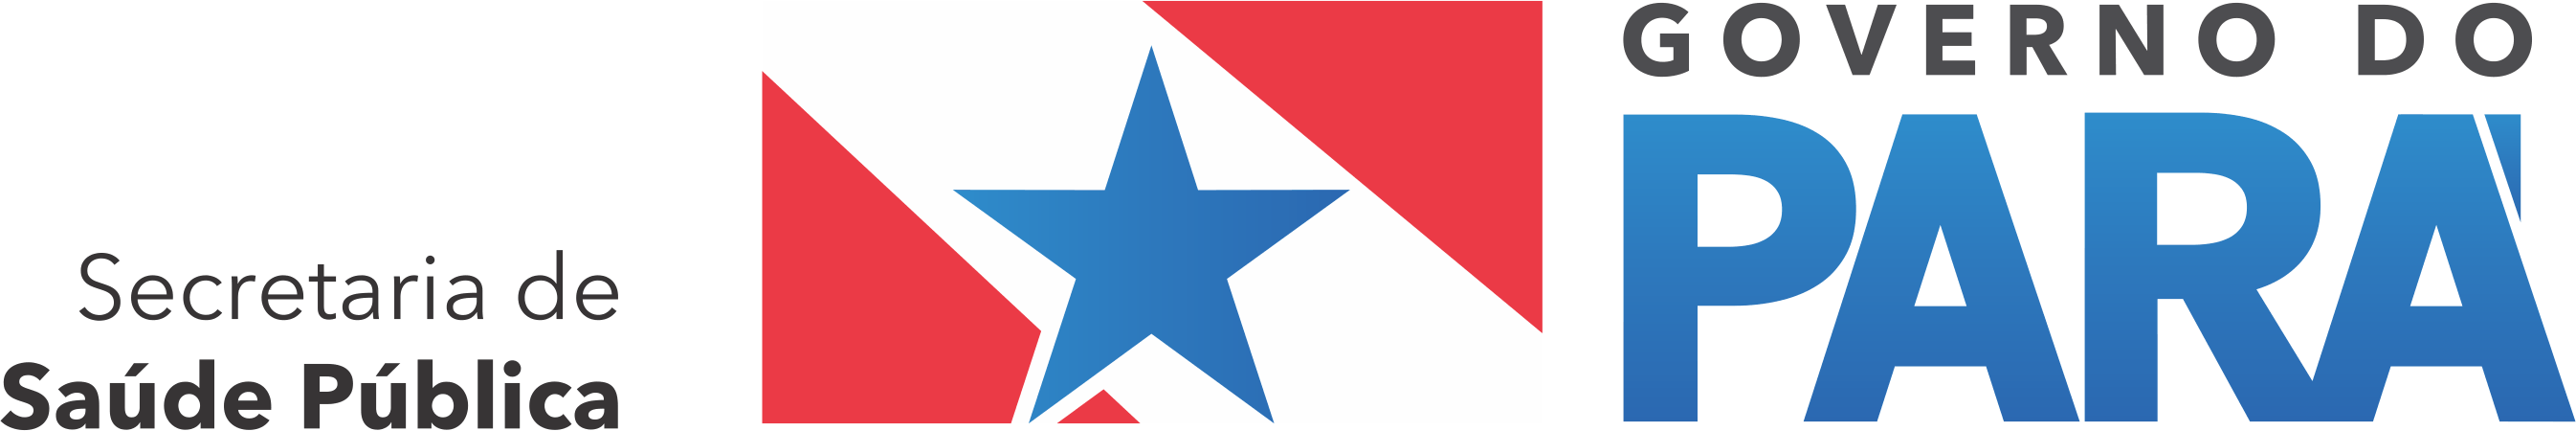 Secretaria de
Saúde Pública
GOVERNO DO
PARÁ